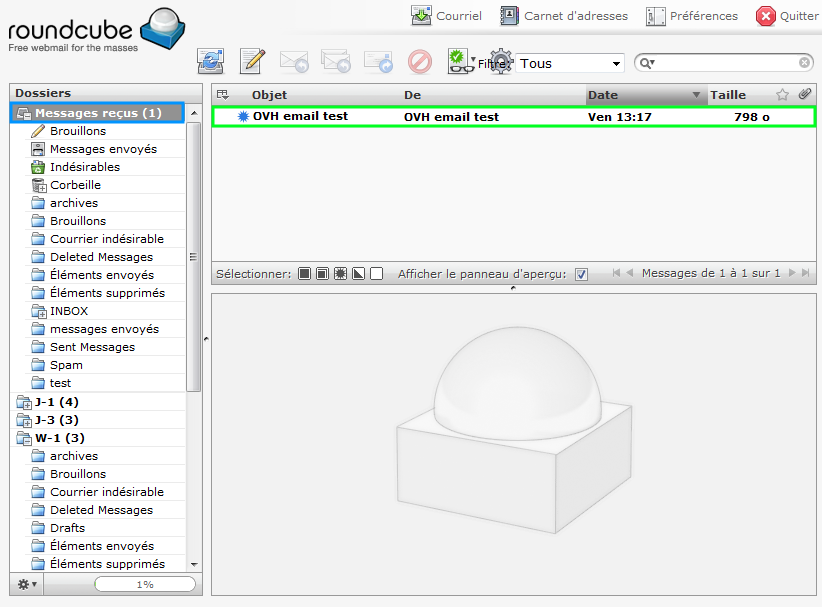 roundcube
Free webmail for the masses
Courriel Carnet d'adresses Préférences Quitter
Filtre: Tous
Dossiers
Messages reçus (1)
Brouillons
Messages envoyés
Indésirables
Corbeille
archives
Brouillons
Courrier indésirable
Deleted Messages
Éléments envoyés
Éléments supprimés
INBOX
messages envoyés
Sent Messages
Spam
test
J-1 (4)
J-3 (3)
W-1 (3)
archives
Brouillons
Courrier indésirable
Deleted Messages
Drafts
Éléments envoyés
Éléments supprimés
1%
Objet De Date Taille
OVH email test OVH email test Ven 13:17 798 o
Sélectionner: Afficher le panneau d'aperçu: Messages de 1 à 1 sur 1